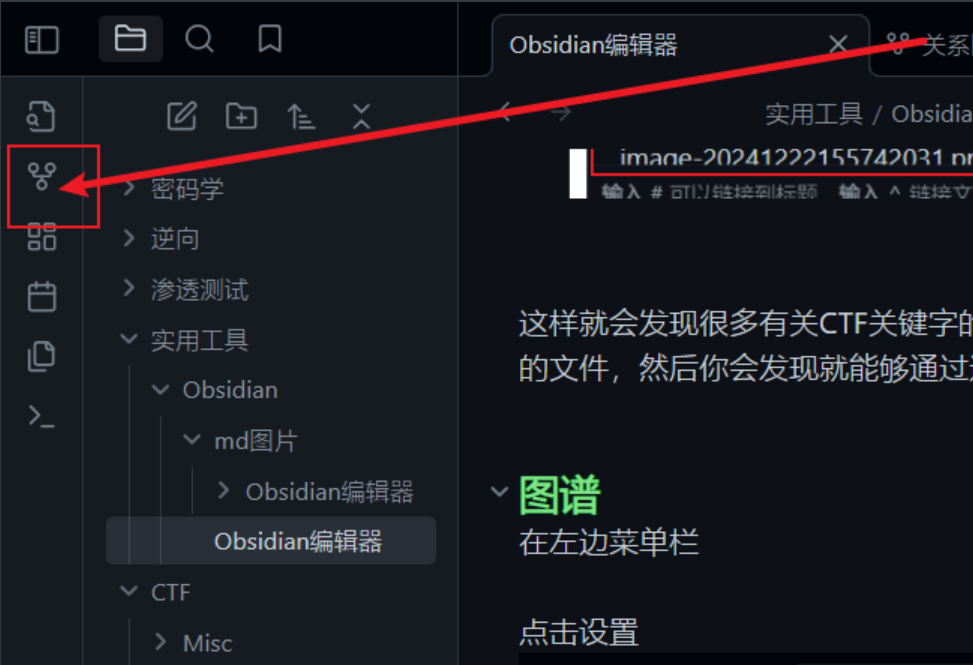 Obsidian编辑器
关系
实用工具 / Obsidia
密码学
逆向
渗透测试
实用工具
Obsidian
md图片
Obsidian编辑器
Obsidian编辑器
CTF
Misc
image-20241222155742031.pn
输入 # 可以链接到标题 输入 ^ 链接文
这样就会发现很多有关CTF关键字的
的文件，然后你会发现就能够通过
图谱
在左边菜单栏
点击设置